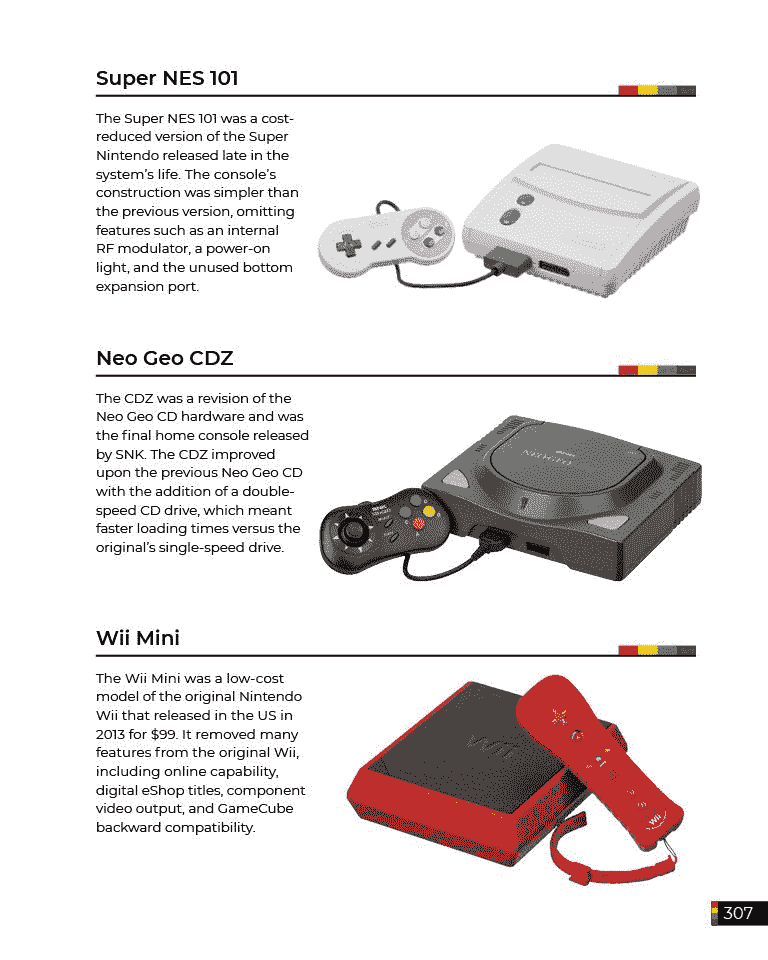 Super NES 101
The Super NES 101 was a cost-
reduced version of the Super
Nintendo released late in the
system's life. The console's
construction was simpler than
the previous version, omitting
features such as an internal
RF modulator, a power-on
light, and the unused bottom
expansion port.
Neo Geo CDZ
The CDZ was a revision of the
Neo Geo CD hardware and was
the final home console released
by SNK. The CDZ improved
upon the previous Neo Geo CD
with the addition of a double-
speed CD drive, which meant
faster loading times versus the
original's single-speed drive.
NEO·GEO
Wii Mini
The Wii Mini was a low-cost
model of the original Nintendo
Wii that released in the US in
2013 for $99. It removed many
features from the original Wii,
including online capability,
digital eShop titles, component
video output, and GameCube
backward compatibility.
Wii
Wii
307